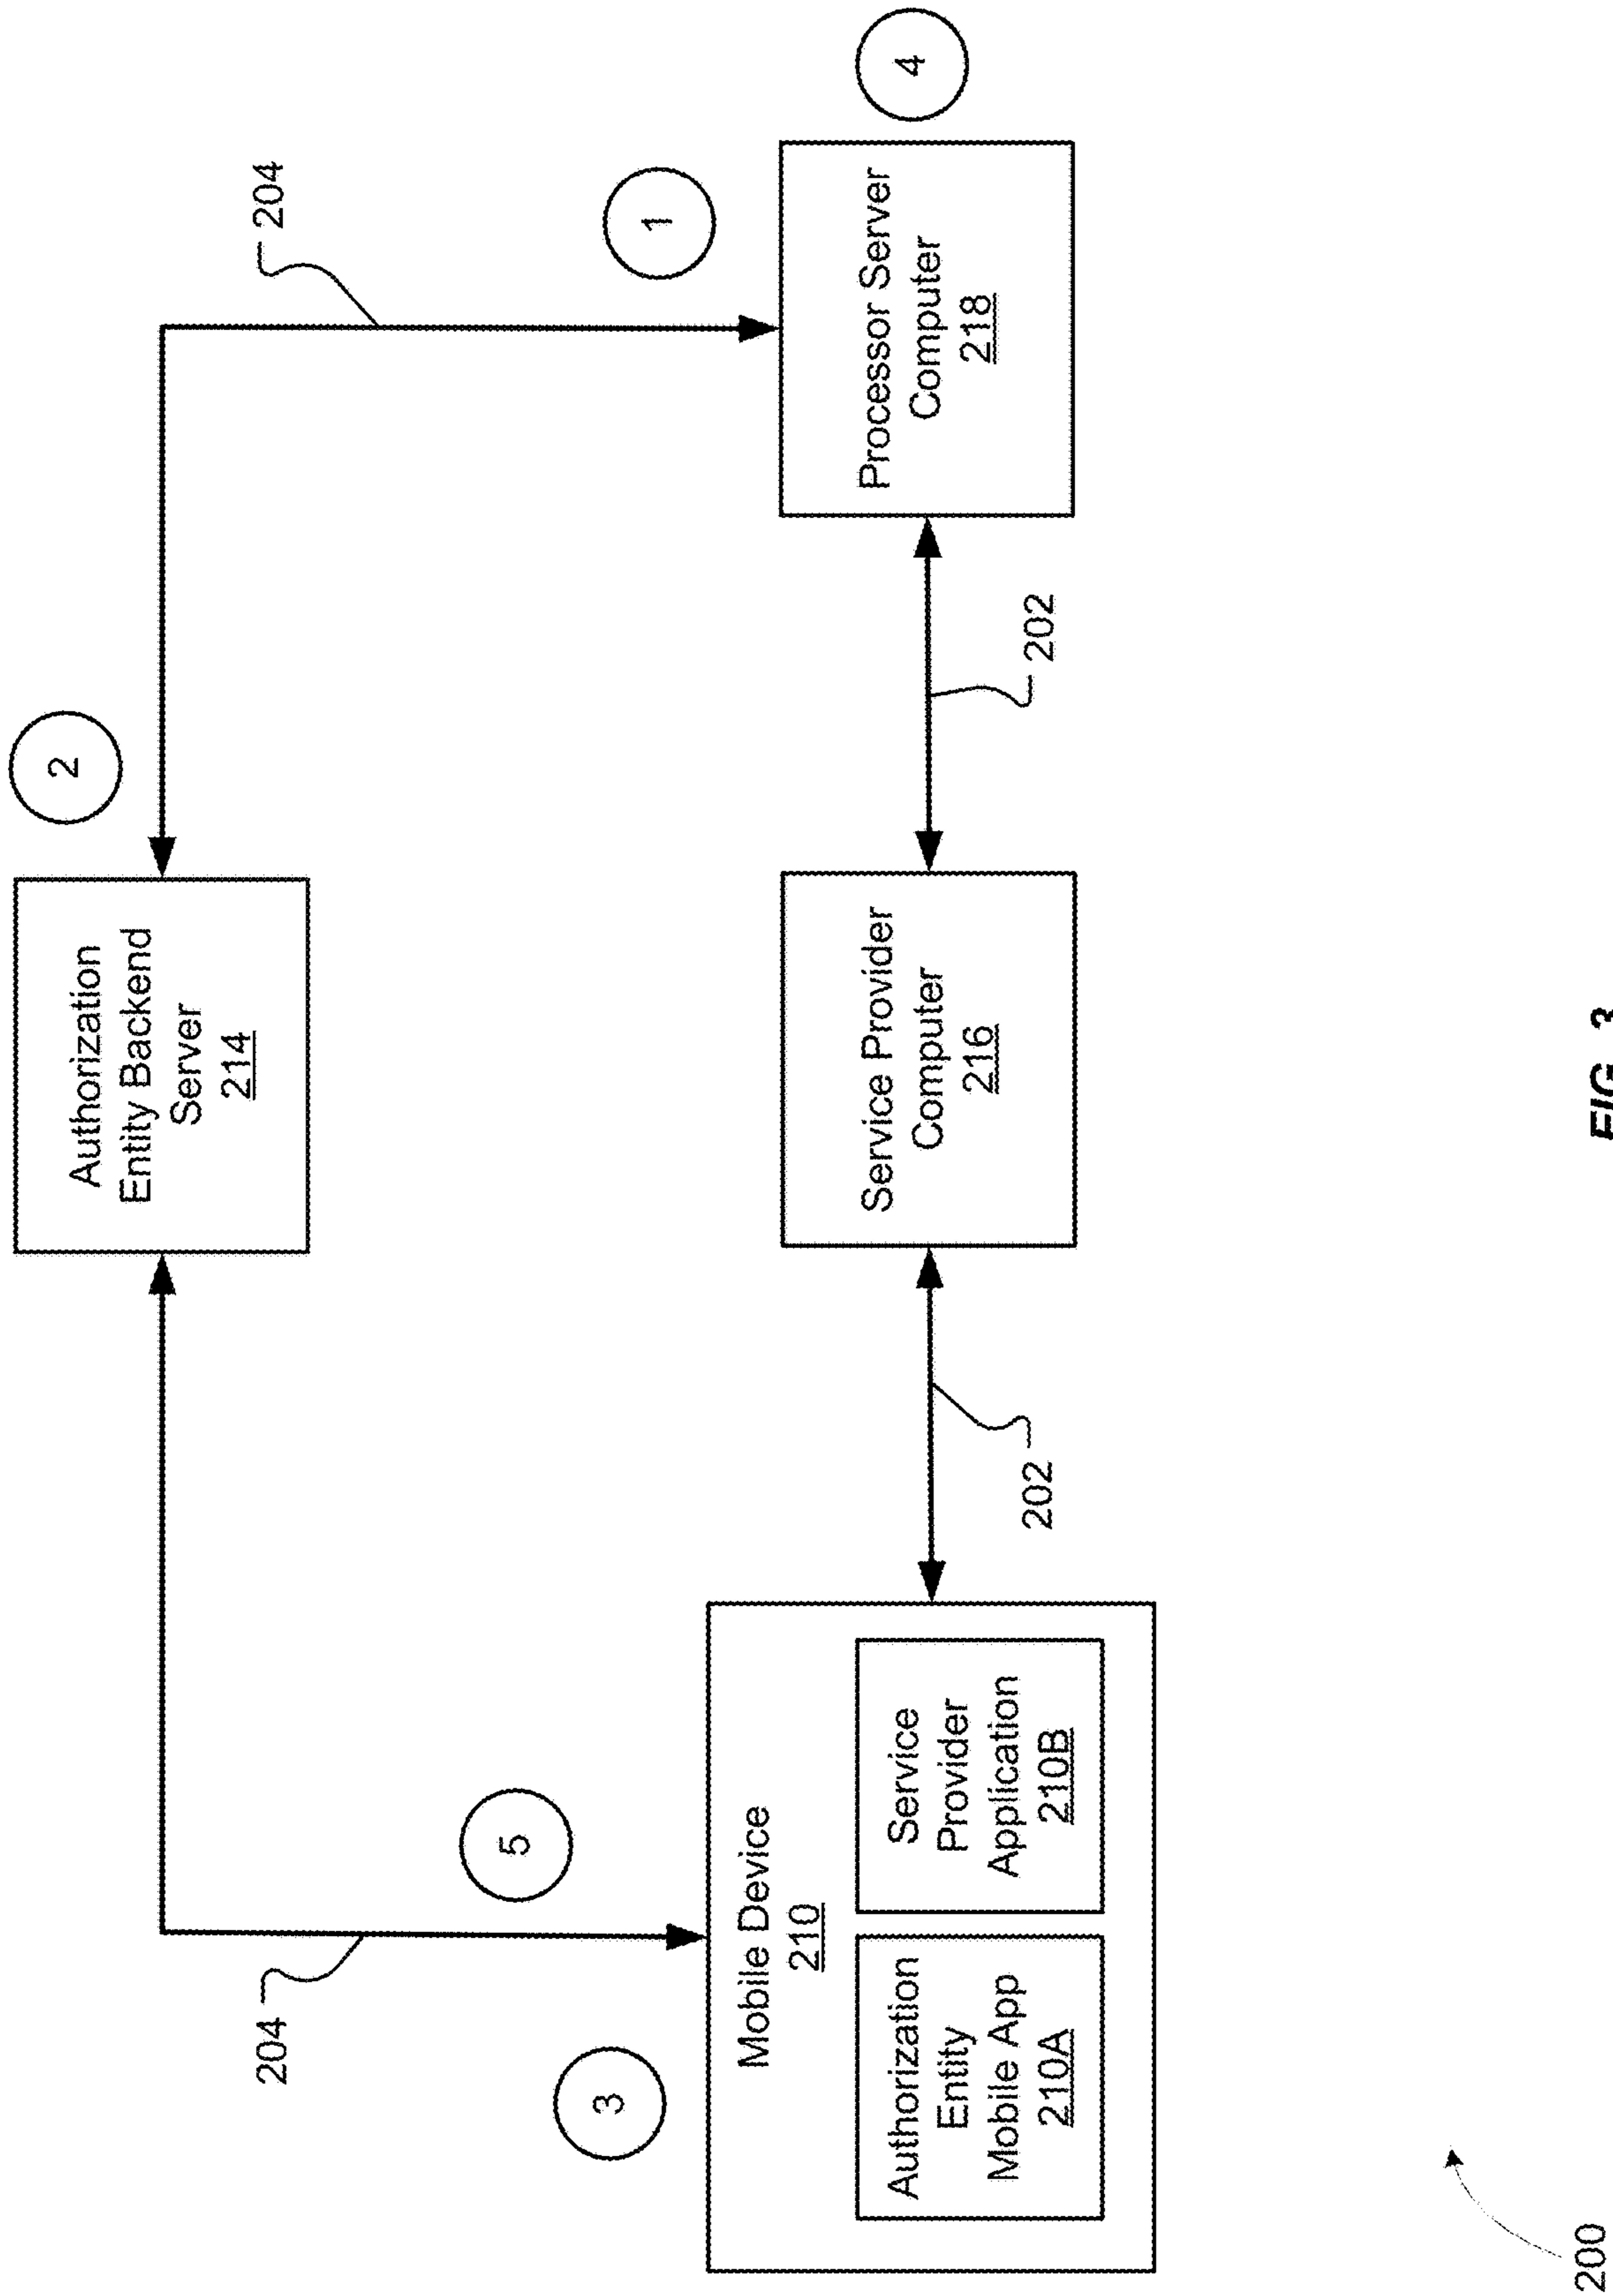 2
Authorization
Entity Backend
Server
214
204
204
5
3
1
4
Mobile Device
210
Authorization
Entity
Mobile App
210A
Service
Provider
Application
210B
202
Service Provider
Computer
216
202
Processor Server
Computer
218
200
FIG. 3